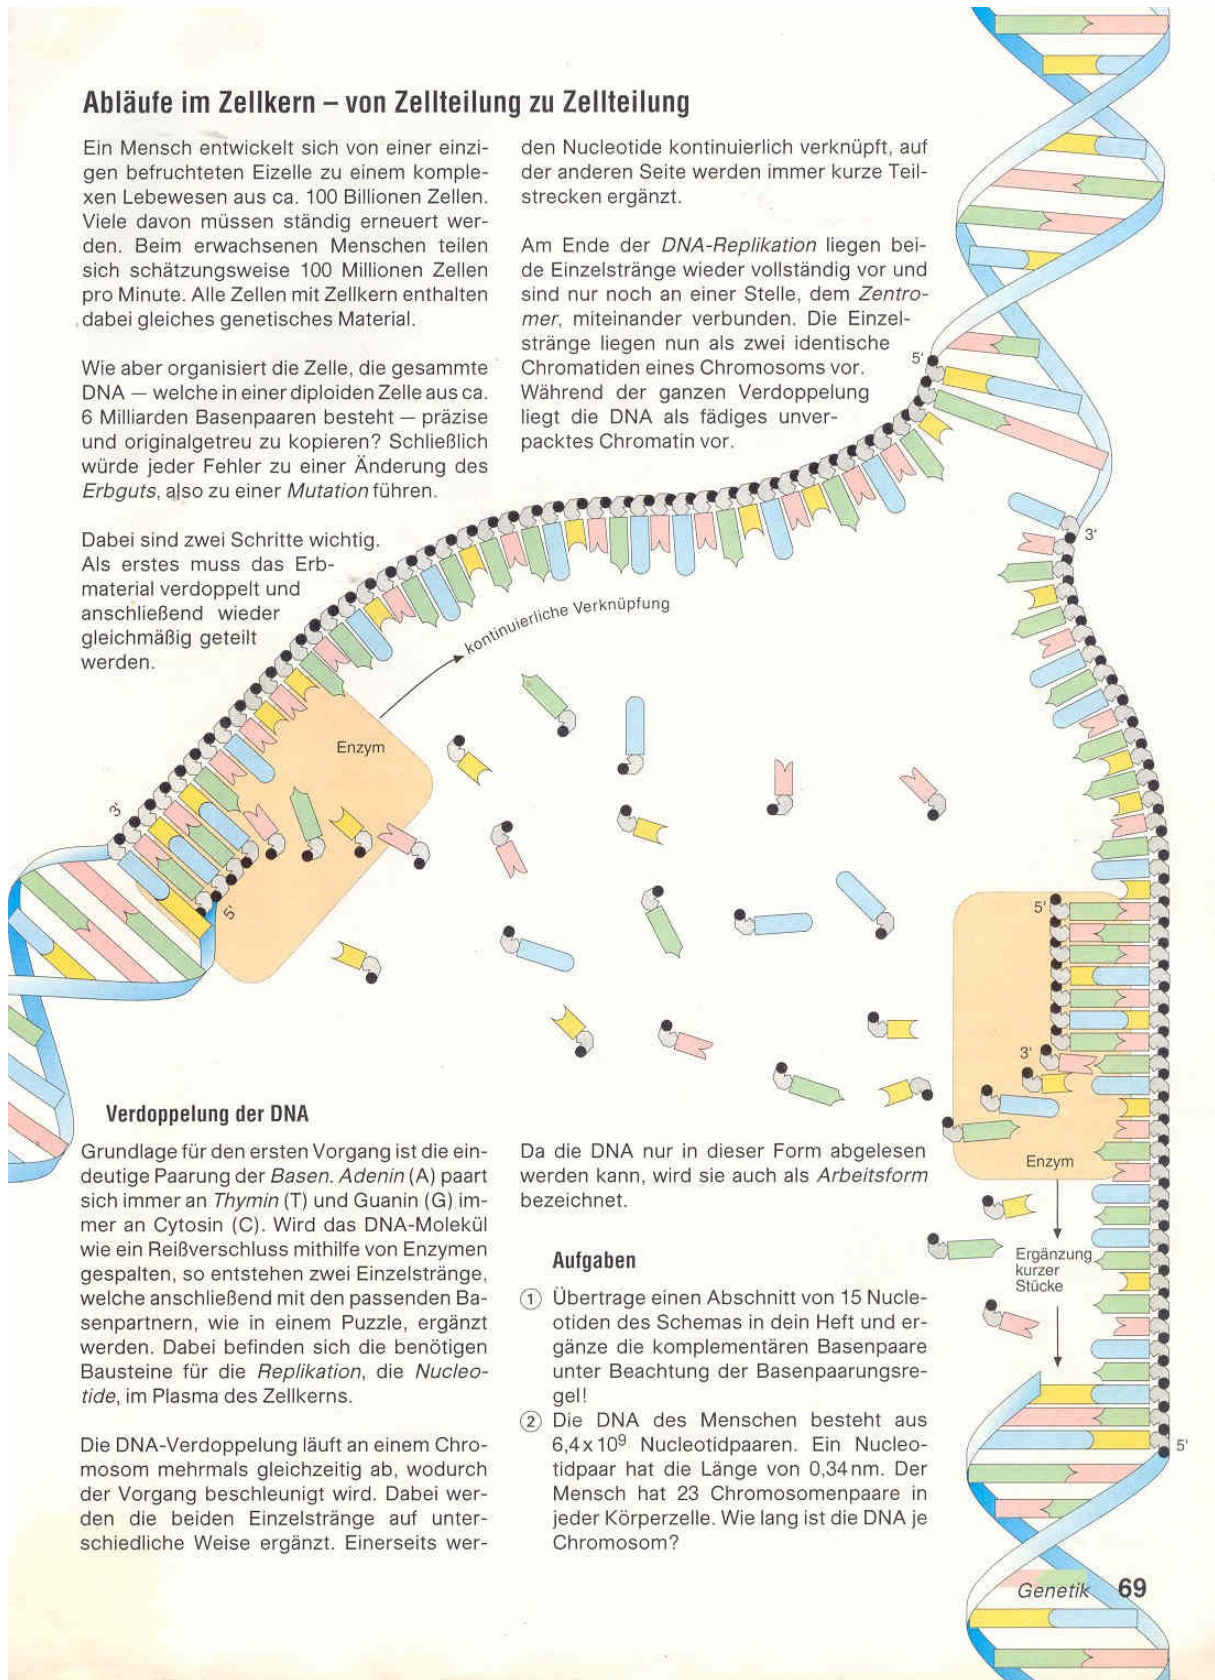 Abläufe im Zellkern – von Zellteilung zu Zellteilung
Ein Mensch entwickelt sich von einer einzi-
gen befruchteten Eizelle zu einem komple-
xen Lebewesen aus ca. 100 Billionen Zellen.
Viele davon müssen ständig erneuert wer-
den. Beim erwachsenen Menschen teilen
sich schätzungsweise 100 Millionen Zellen
pro Minute. Alle Zellen mit Zellkern enthalten
dabei gleiches genetisches Material.
Wie aber organisiert die Zelle, die gesammte
DNA — welche in einer diploiden Zelle aus ca.
6 Milliarden Basenpaaren besteht — präzise
und originalgetreu zu kopieren? Schließlich
würde jeder Fehler zu einer Änderung des
Erbguts, also zu einer Mutation führen.
Dabei sind zwei Schritte wichtig.
Als erstes muss das Erb-
material verdoppelt und
anschließend wieder
gleichmäßig geteilt
werden.
den Nucleotide kontinuierlich verknüpft, auf
der anderen Seite werden immer kurze Teil-
strecken ergänzt.
Am Ende der DNA-Replikation liegen bei-
de Einzelstränge wieder vollständig vor und
sind nur noch an einer Stelle, dem Zentro-
mer, miteinander verbunden. Die Einzel-
stränge liegen nun als zwei identische
Chromatiden eines Chromosoms vor.
Während der ganzen Verdoppelung
liegt die DNA als fädiges unver-
packtes Chromatin vor.
5'
3'
kontinuierliche Verknüpfung
Enzym
3'
5'
5'
3'
Enzym
Ergänzung
kurzer
Stücke
5'
Verdoppelung der DNA
Grundlage für den ersten Vorgang ist die ein-
deutige Paarung der Basen. Adenin (A) paart
sich immer an Thymin (T) und Guanin (G) im-
mer an Cytosin (C). Wird das DNA-Molekül
wie ein Reißverschluss mithilfe von Enzymen
gespalten, so entstehen zwei Einzelstränge,
welche anschließend mit den passenden Ba-
senpartnern, wie in einem Puzzle, ergänzt
werden. Dabei befinden sich die benötigen
Bausteine für die Replikation, die Nucleo-
tide, im Plasma des Zellkerns.
Die DNA-Verdoppelung läuft an einem Chro-
mosom mehrmals gleichzeitig ab, wodurch
der Vorgang beschleunigt wird. Dabei wer-
den die beiden Einzelstränge auf unter-
schiedliche Weise ergänzt. Einerseits wer-
Da die DNA nur in dieser Form abgelesen
werden kann, wird sie auch als Arbeitsform
bezeichnet.
Aufgaben
① Übertrage einen Abschnitt von 15 Nucle-
otiden des Schemas in dein Heft und er-
gänze die komplementären Basenpaare
unter Beachtung der Basenpaarungsre-
gel!
② Die DNA des Menschen besteht aus
6,4 x 10⁹ Nucleotidpaaren. Ein Nucleo-
tidpaar hat die Länge von 0,34 nm. Der
Mensch hat 23 Chromosomenpaare in
jeder Körperzelle. Wie lang ist die DNA je
Chromosom?
Genetik 69